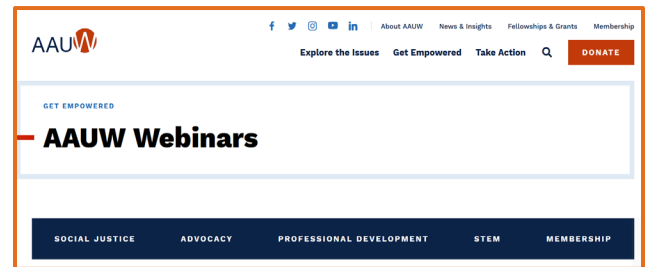 About AAUW News & Insights Fellowships & Grants Membership
AAUW
Explore the Issues Get Empowered Take Action DONATE
GET EMPOWERED
AAUW Webinars
SOCIAL JUSTICE ADVOCACY PROFESSIONAL DEVELOPMENT STEM MEMBERSHIP